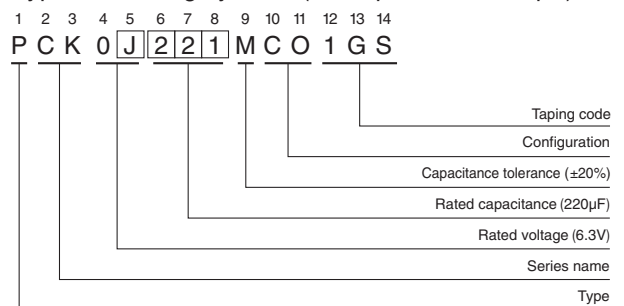 1 2 3 4 5 6 7 8 9 10 11 12 13 14
P C K 0 J 2 2 1 M C O 1 G S
Taping code
Configuration
Capacitance tolerance (±20%)
Rated capacitance (220µF)
Rated voltage (6.3V)
Series name
Type